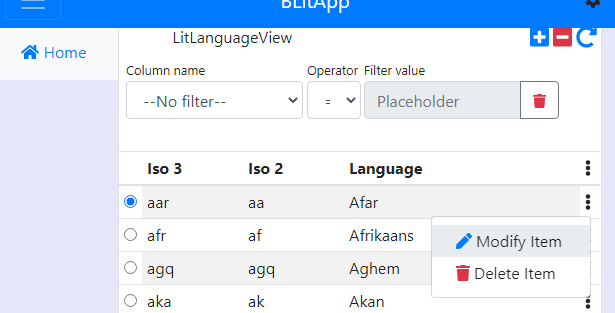 BLitApp
Home
LitLanguageView
Column name Operator Filter value
--No filter-- = Placeholder
Iso 3 Iso 2 Language
aar aa Afar
afr af Afrikaans
Modify Item
agq agq Aghem
Delete Item
aka ak Akan